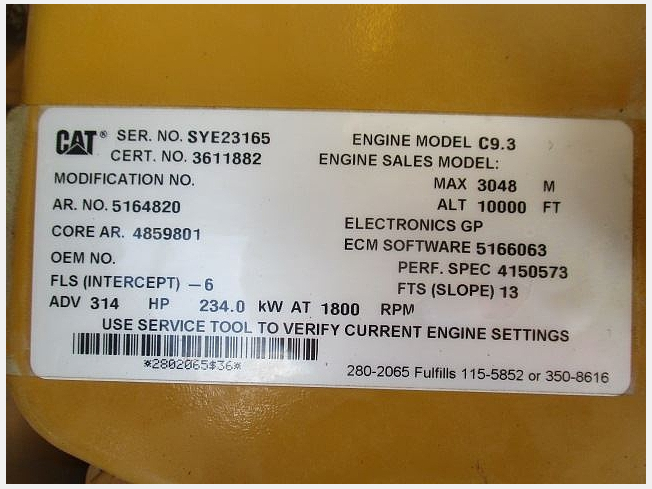 CAT® SER. NO. SYE23165 ENGINE MODEL C9.3
CERT. NO. 3611882 ENGINE SALES MODEL:
MODIFICATION NO. MAX 3048 M
AR. NO. 5164820 ALT 10000 FT
CORE AR. 4859801 ELECTRONICS GP
ECM SOFTWARE 5166063
OEM NO. PERF. SPEC 4150573
FLS (INTERCEPT) -6 FTS (SLOPE) 13
ADV 314 HP 234.0 kW AT 1800 RPM
USE SERVICE TOOL TO VERIFY CURRENT ENGINE SETTINGS
*2802065$36*
280-2065 Fulfills 115-5852 or 350-8616